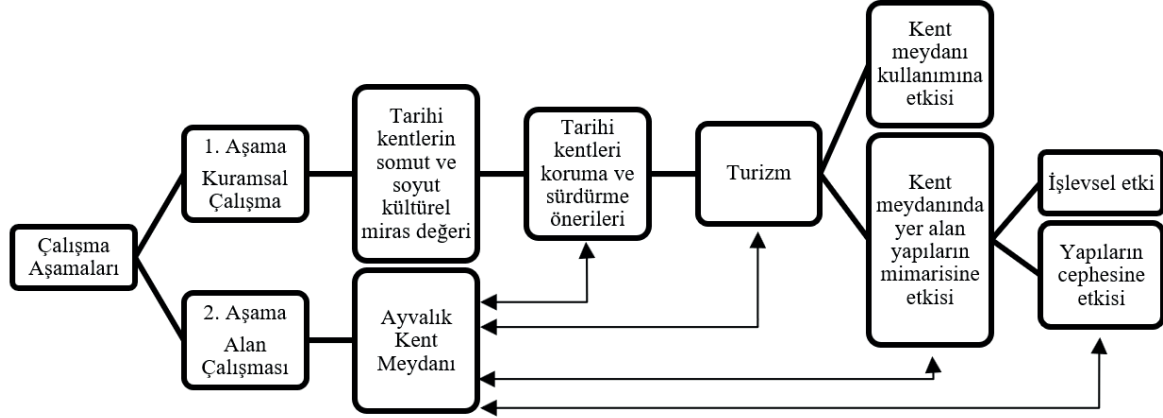 Çalışma
Aşamaları
1. Aşama
Kuramsal
Çalışma
2. Aşama
Alan
Çalışması
Tarihi
kentlerin
somut ve
soyut
kültürel
miras değeri
Ayvalık
Kent
Meydanı
Tarihi
kentleri
koruma ve
sürdürme
önerileri
Turizm
Kent
meydanı
kullanımına
etkisi
Kent
meydanında
yer alan
yapıların
mimarisine
etkisi
İşlevsel etki
Yapıların
cephesine
etkisi